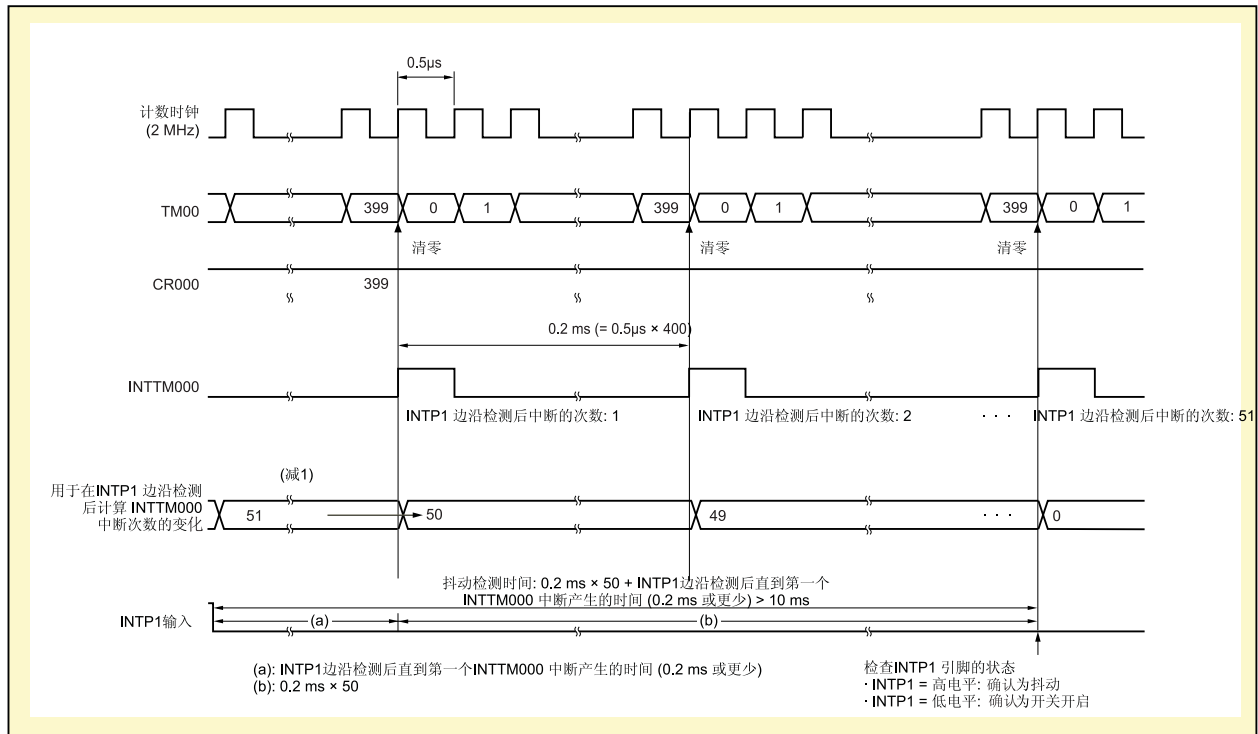 0.5μs
计数时钟
(2 MHz)
TM00
399
0
1
399
0
1
399
0
1
清零
清零
清零
CR000
399
0.2 ms (= 0.5μs × 400)
INTTM000
INTP1 边沿检测后中断的次数: 1
INTP1 边沿检测后中断的次数: 2
· · ·
INTP1 边沿检测后中断的次数: 51
(减1)
用于在INTP1 边沿检测
后计算 INTTM000
中断次数的变化
51
50
49
· · ·
0
抖动检测时间: 0.2 ms × 50 + INTP1边沿检测后直到第一个
INTTM000 中断产生的时间 (0.2 ms 或更少) > 10 ms
INTP1输入
(a)
(b)
(a): INTP1边沿检测后直到第一个INTTM000 中断产生的时间 (0.2 ms 或更少)
(b): 0.2 ms × 50
检查INTP1 引脚的状态
· INTP1 = 高电平: 确认为抖动
· INTP1 = 低电平: 确认为开关开启